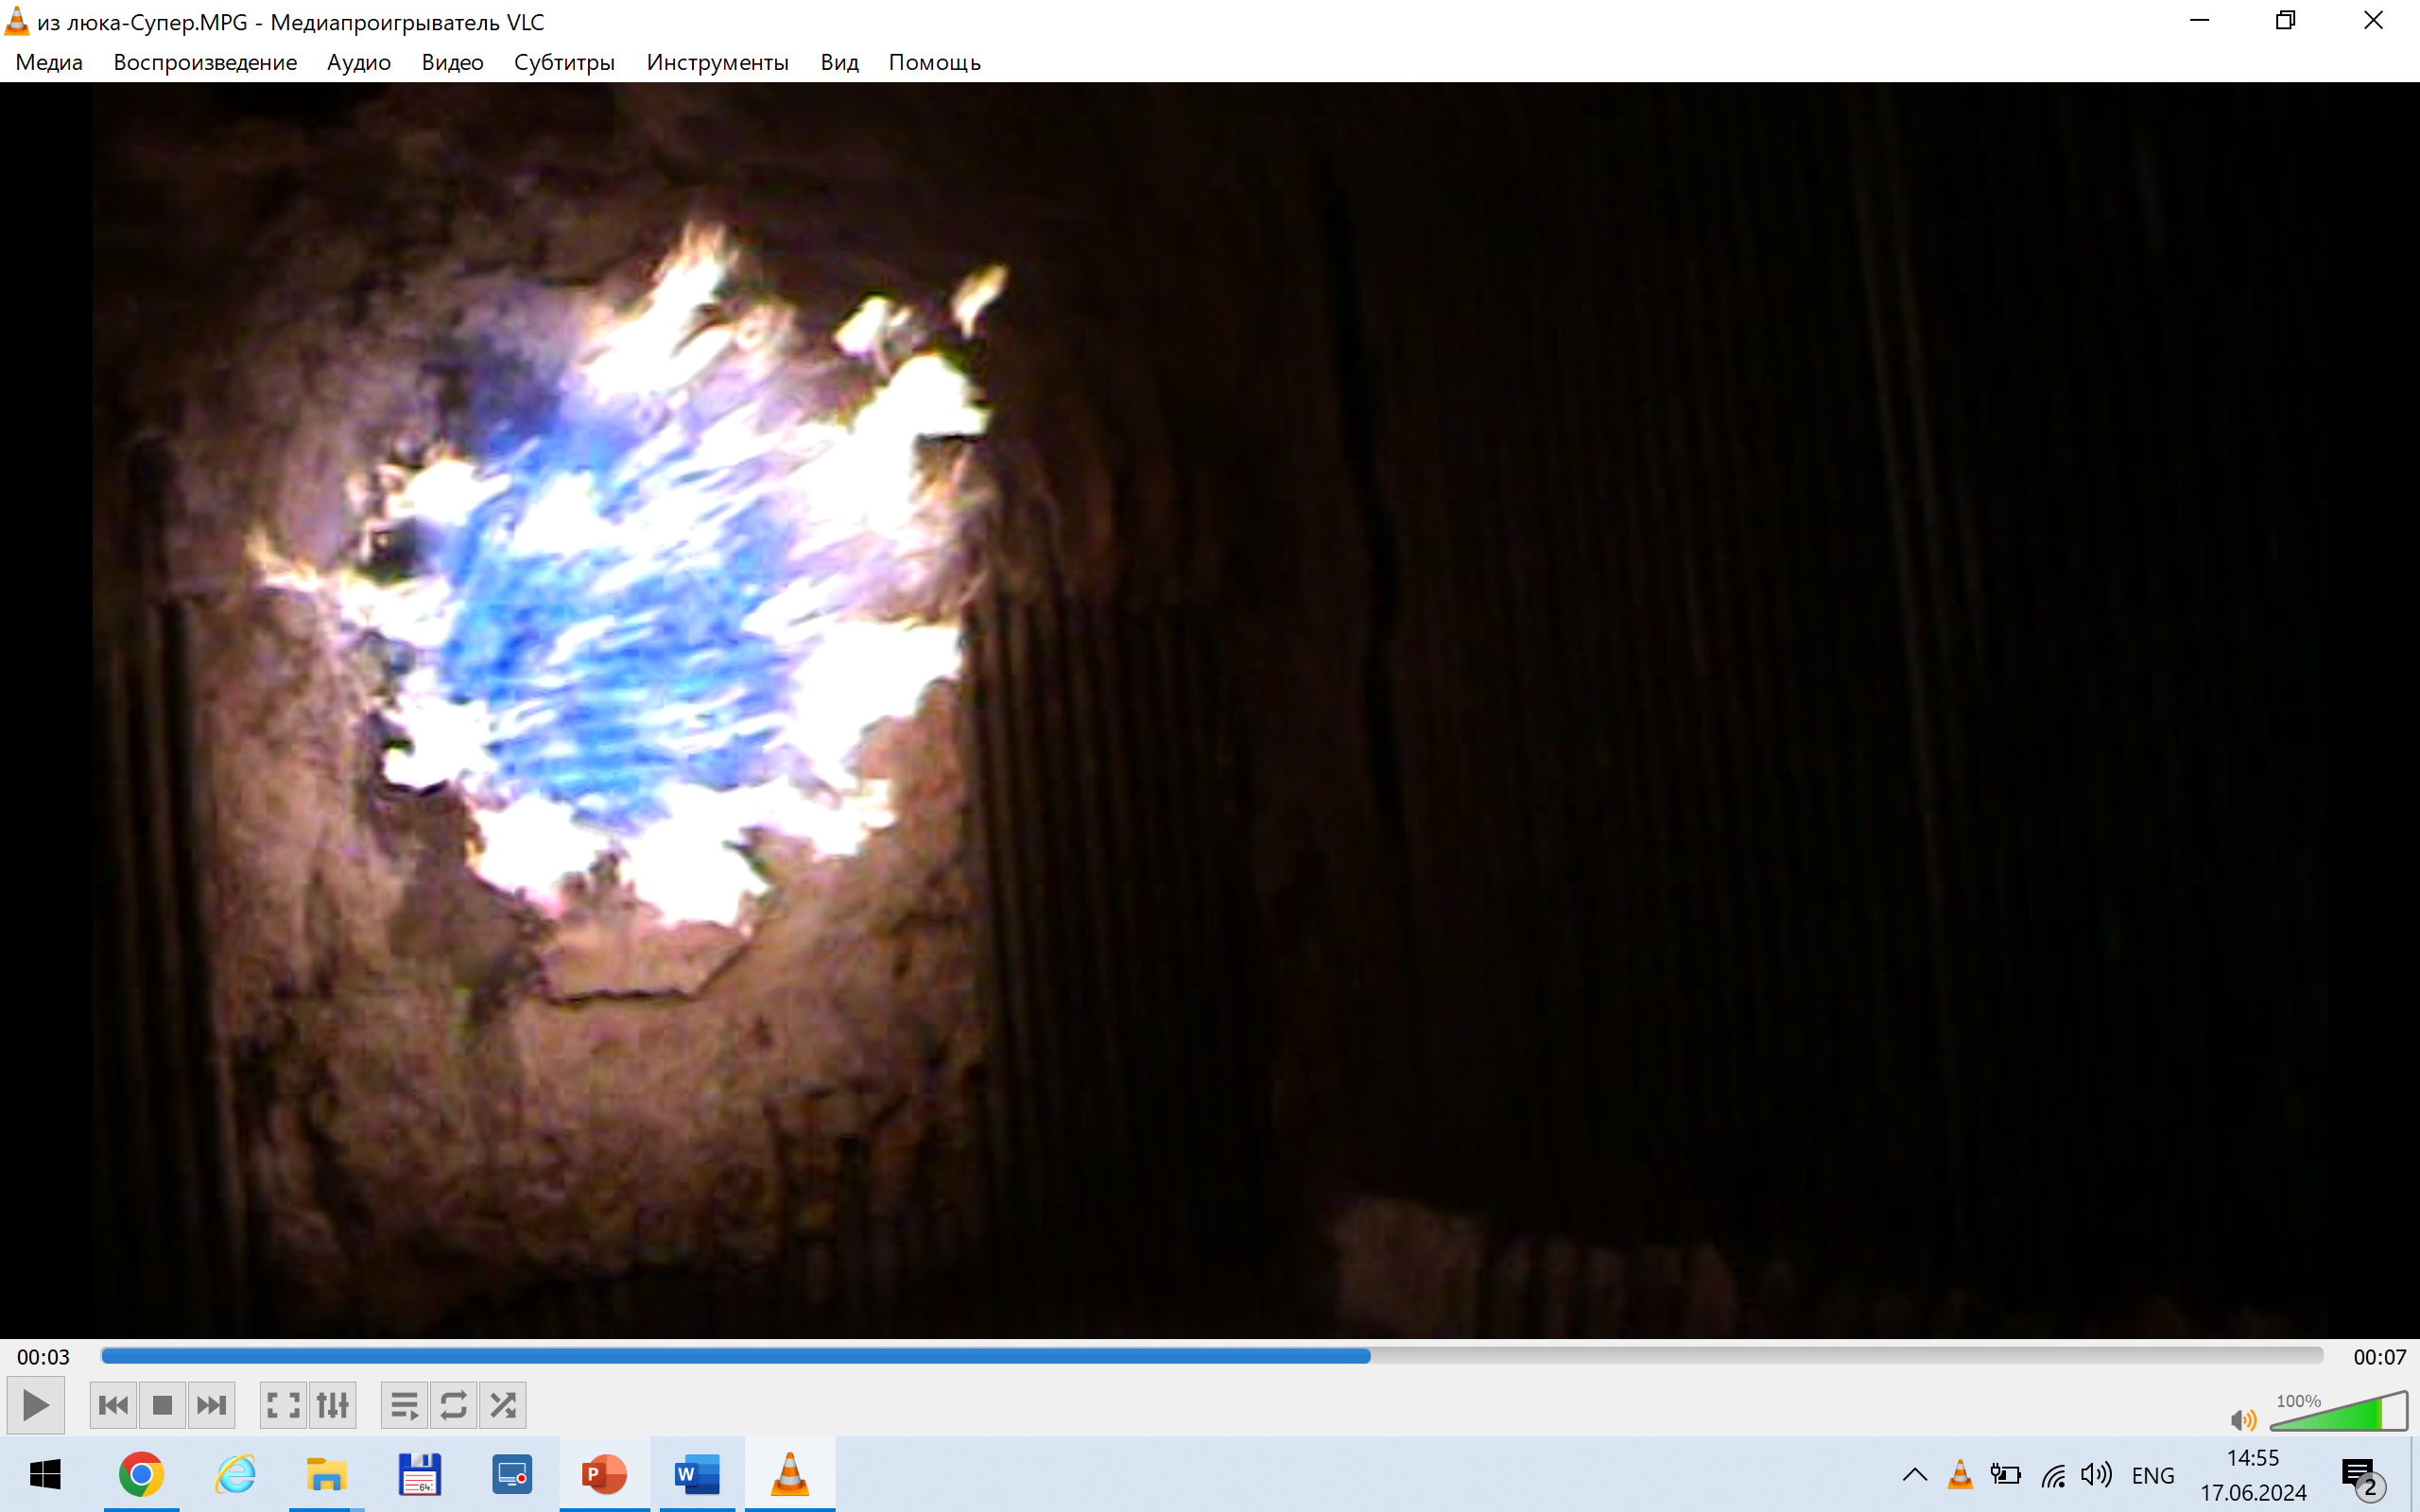 из люка-Супер.MPG - Медиапроигрыватель VLC
Медиа Воспроизведение Аудио Видео Субтитры Инструменты Вид Помощь
00:03 00:07
100%
64
P W
ENG
14:55
17.06.2024
2